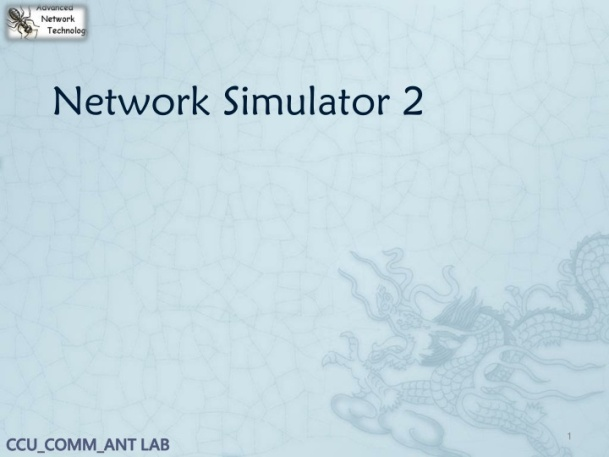 Advanced
Network
Technolog
Network Simulator 2
1
CCU_COMM_ANT LAB